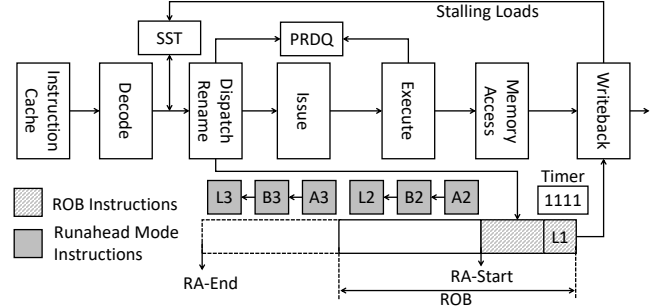 Stalling Loads
SST
PRDQ
Instruction
Cache
Decode
Dispatch
Rename
Issue
Execute
Memory
Access
Writeback
Timer
1111
L3
B3
A3
L2
B2
A2
ROB Instructions
Runahead Mode
Instructions
L1
RA-End
RA-Start
ROB